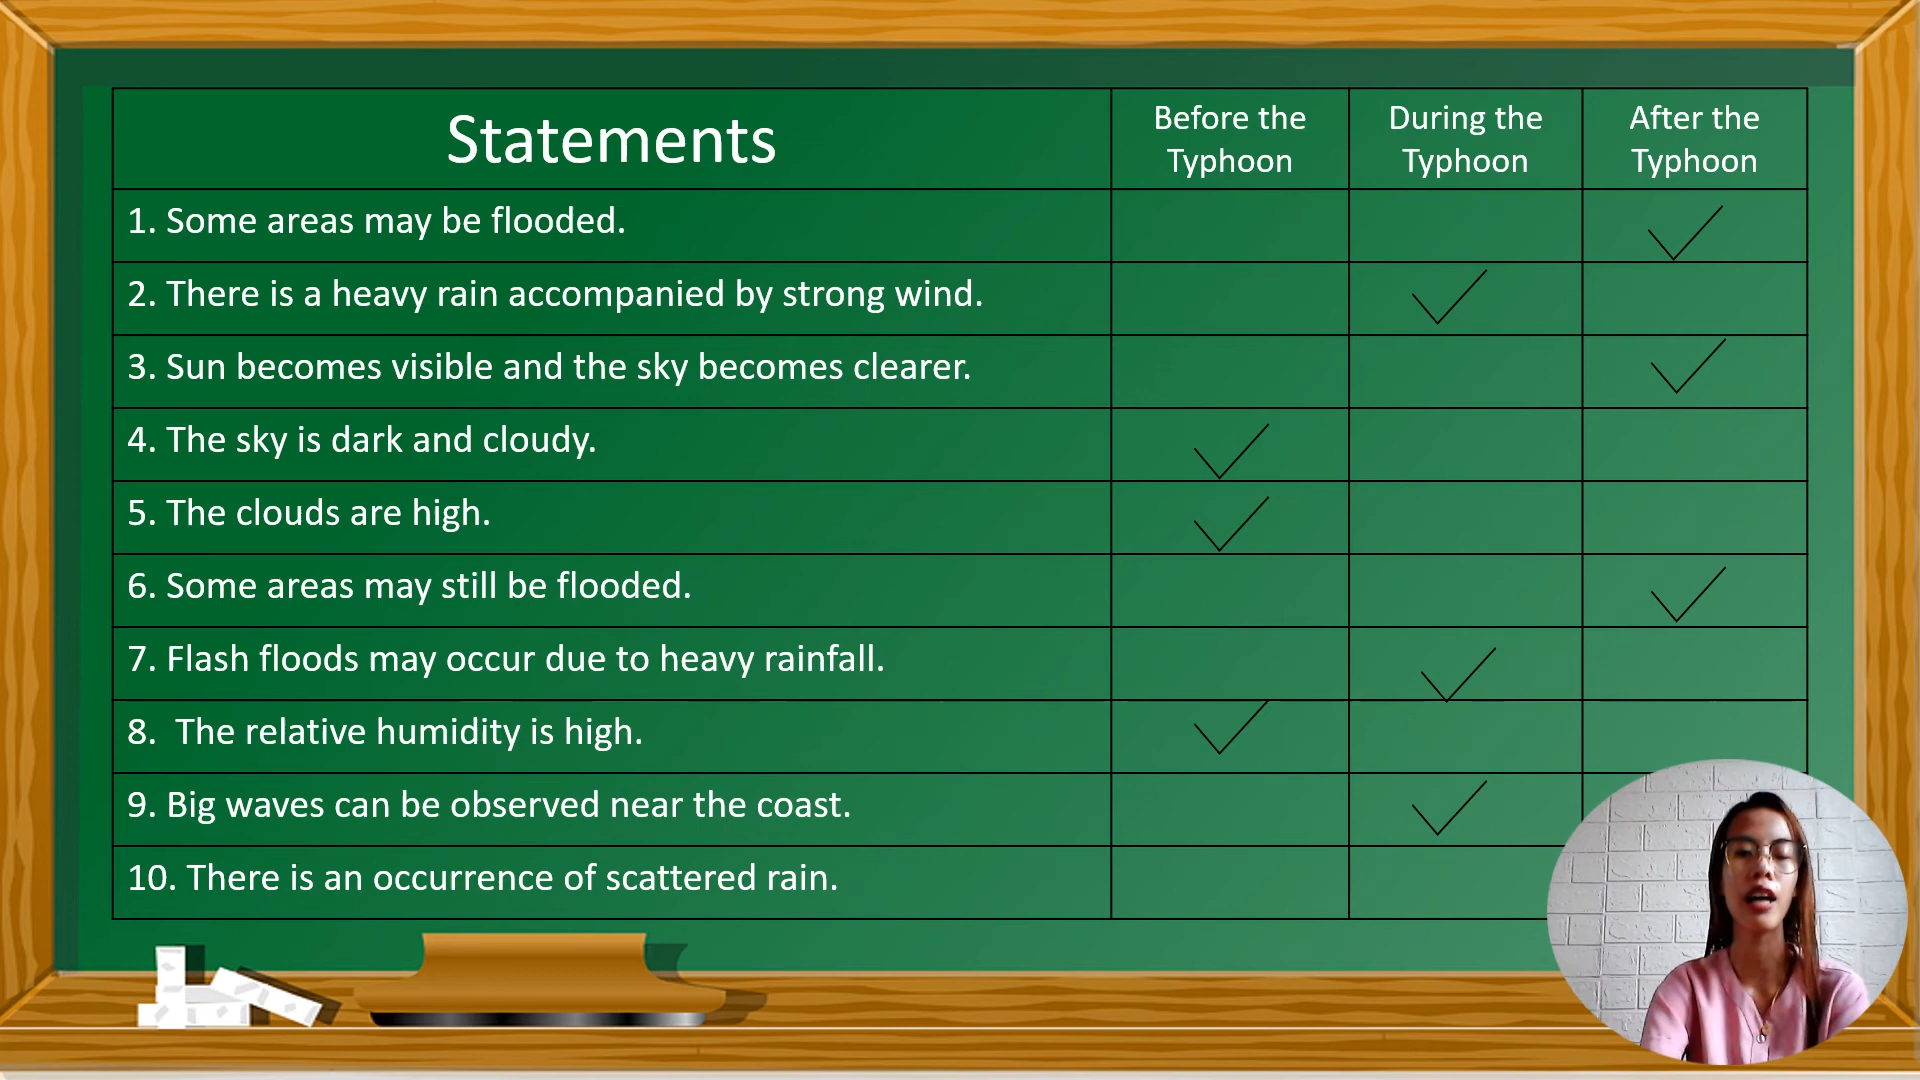 Statements
Before the
Typhoon
During the
Typhoon
After the
Typhoon
1. Some areas may be flooded.
2. There is a heavy rain accompanied by strong wind.
3. Sun becomes visible and the sky becomes clearer.
4. The sky is dark and cloudy.
5. The clouds are high.
6. Some areas may still be flooded.
7. Flash floods may occur due to heavy rainfall.
8. The relative humidity is high.
9. Big waves can be observed near the coast.
10. There is an occurrence of scattered rain.